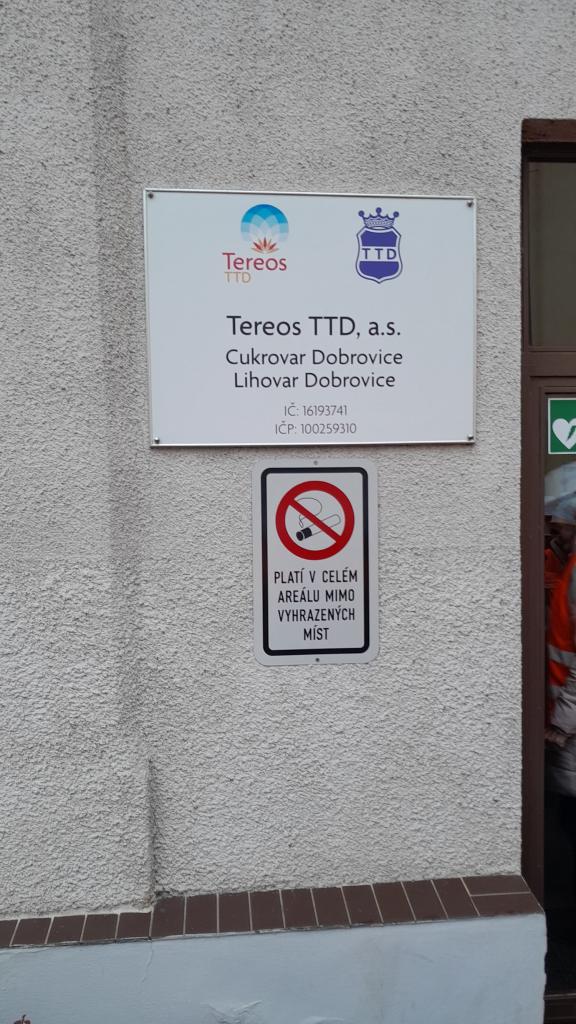 Tereos
TTD
TTD
Tereos TTD, a.s.
Cukrovar Dobrovice
Lihovar Dobrovice
IČ: 16193741
IČP: 100259310
PLATÍ V CELÉM
AREÁLU MIMO
VYHRAZENÝCH
MÍST